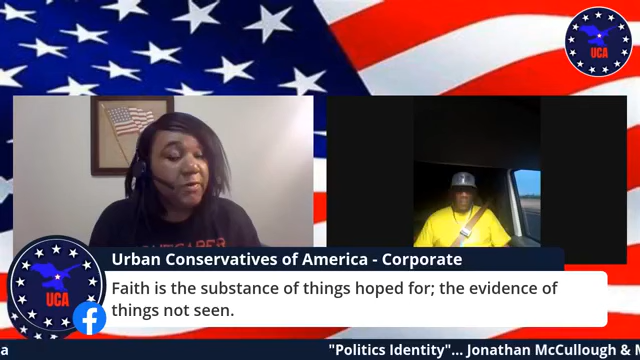 UCA
Urban Conservatives of America - Corporate
UCA
Faith is the substance of things hoped for; the evidence of
things not seen.
a
"Politics Identity"... Jonathan McCullough & M